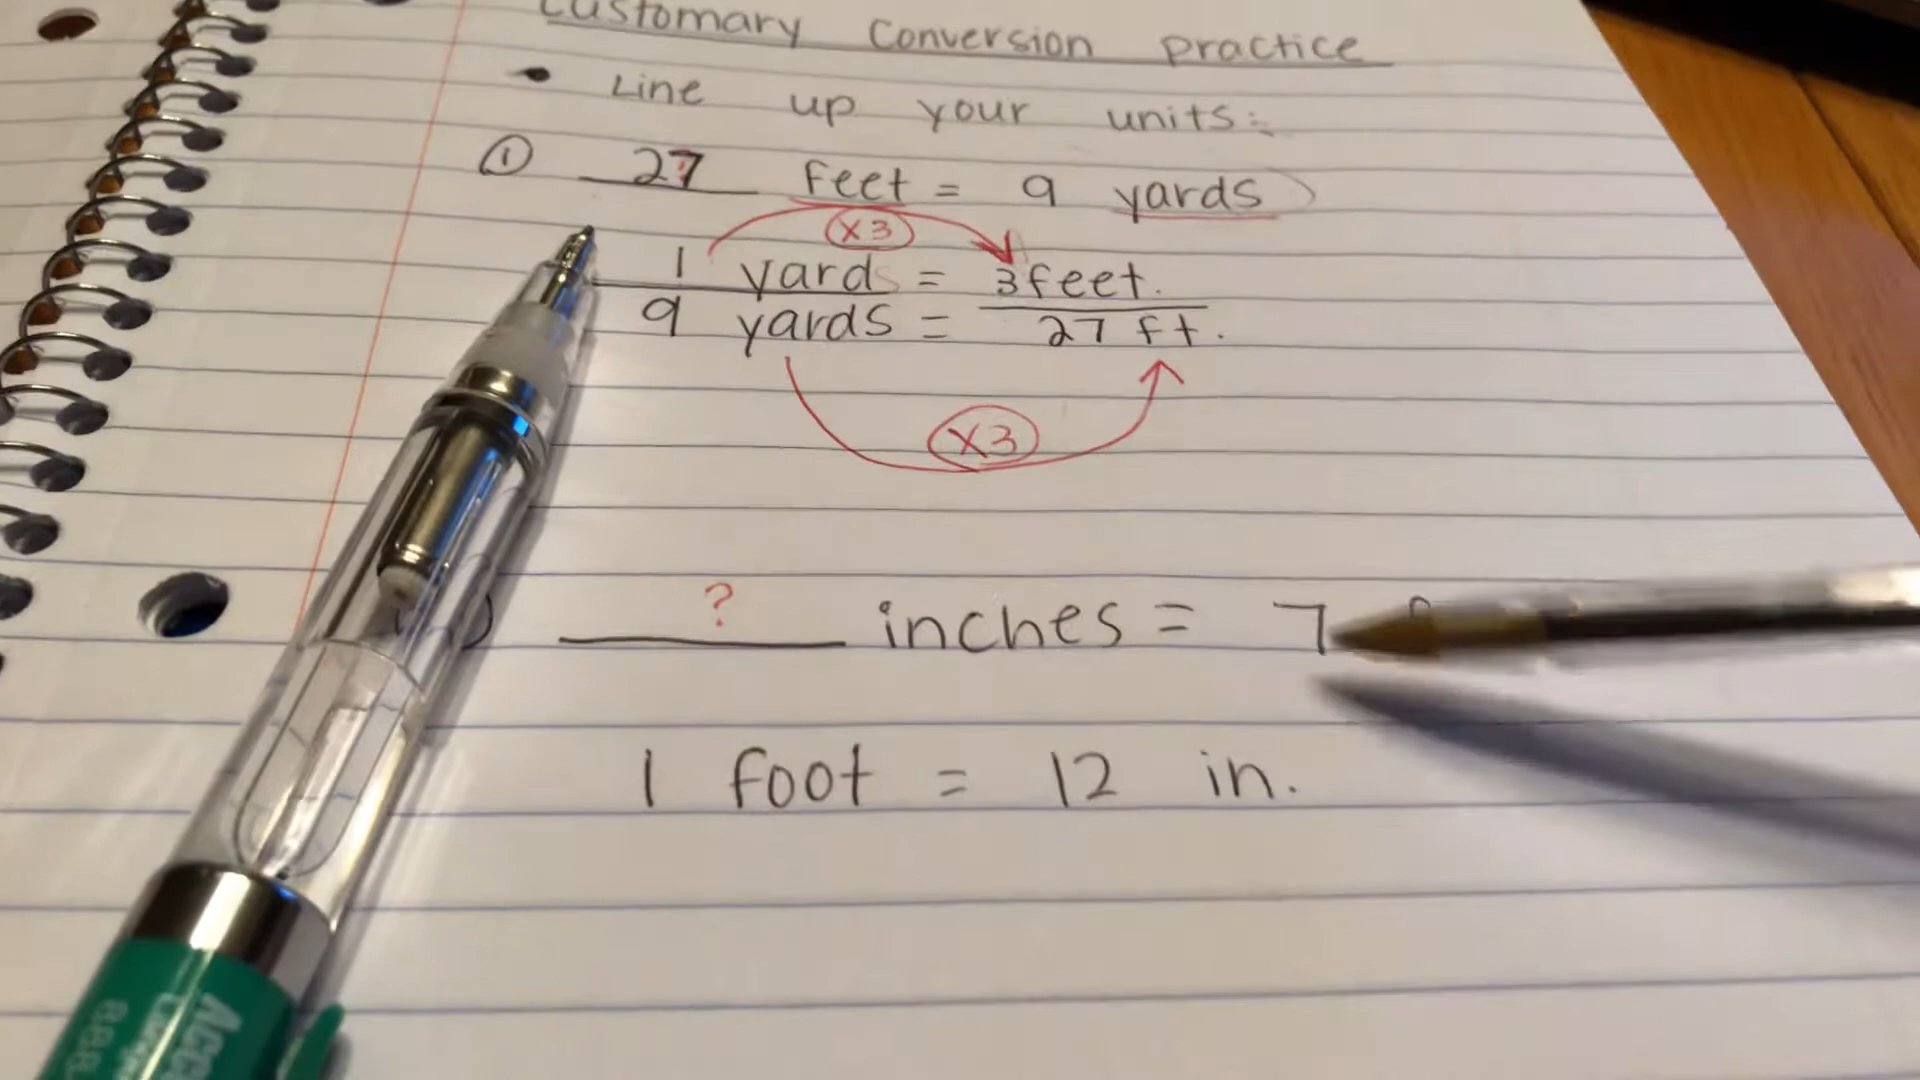 Customary Conversion practice
• Line up your units:
① 27 feet = 9 yards
x3
1 yards = 3 feet.
9 yards = 27 ft.
x3
? inches = 7
1 foot = 12 in.